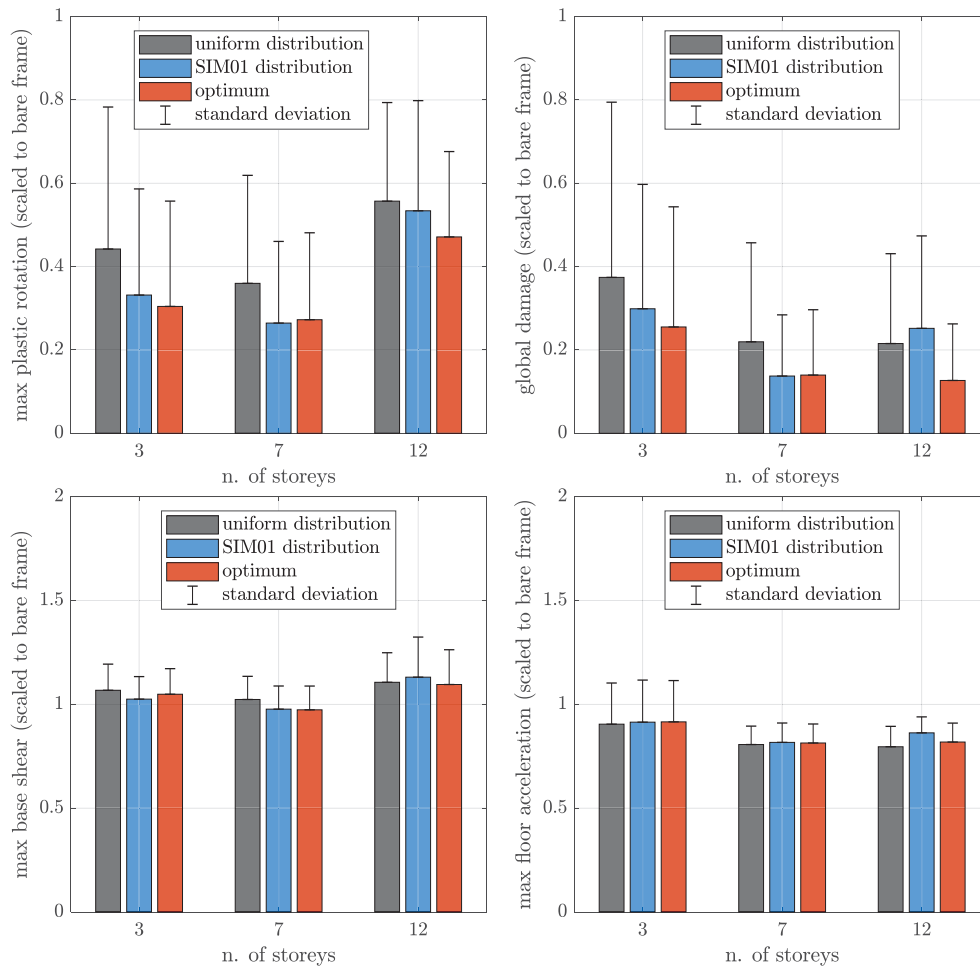 max plastic rotation (scaled to bare frame)
1
0.8
0.6
0.4
0.2
0
uniform distribution
SIM01 distribution
optimum
standard deviation
3
7
12
n. of storeys
global damage (scaled to bare frame)
1
0.8
0.6
0.4
0.2
0
uniform distribution
SIM01 distribution
optimum
standard deviation
3
7
12
n. of storeys
max base shear (scaled to bare frame)
2
1.5
1
0.5
0
uniform distribution
SIM01 distribution
optimum
standard deviation
3
7
12
n. of storeys
max floor acceleration (scaled to bare frame)
2
1.5
1
0.5
0
uniform distribution
SIM01 distribution
optimum
standard deviation
3
7
12
n. of storeys